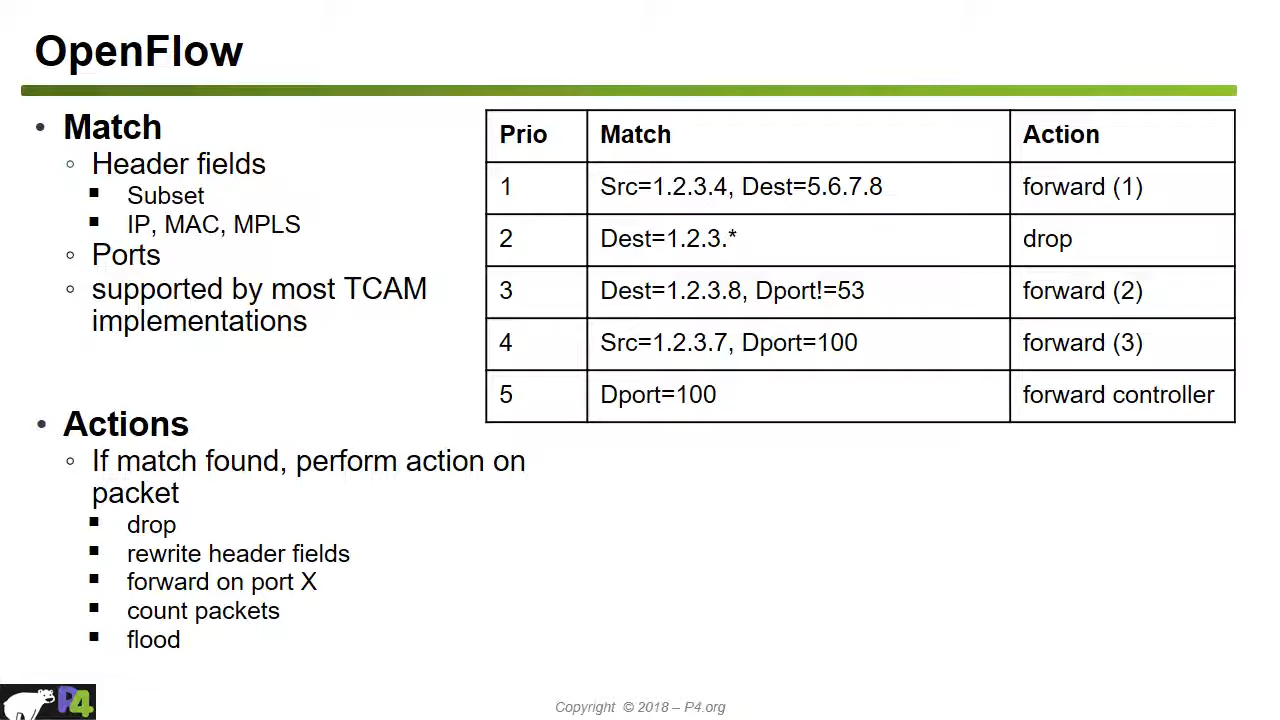 OpenFlow
• Match
◦ Header fields
▪ Subset
▪ IP, MAC, MPLS
◦ Ports
◦ supported by most TCAM
implementations
• Actions
◦ If match found, perform action on
packet
▪ drop
▪ rewrite header fields
▪ forward on port X
▪ count packets
▪ flood
Prio Match Action
1 Src=1.2.3.4, Dest=5.6.7.8 forward (1)
2 Dest=1.2.3.* drop
3 Dest=1.2.3.8, Dport!=53 forward (2)
4 Src=1.2.3.7, Dport=100 forward (3)
5 Dport=100 forward controller
P4
Copyright © 2018 – P4.org